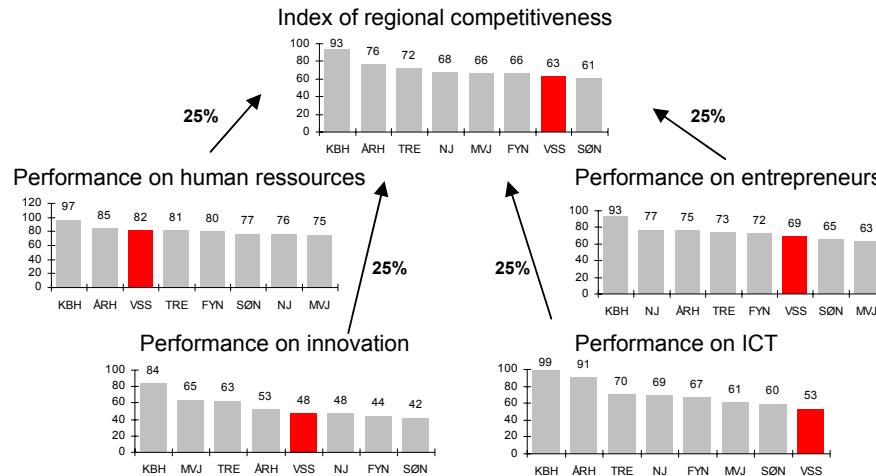 Index of regional competitiveness
100
80
60
40
20
0
93 76 72 68 66 66 63 61
KBH ÅRH TRE NJ MVJ FYN VSS SØN
25%
25%
Performance on human ressources
120
100
80
60
40
20
0
97 85 82 81 80 77 76 75
KBH ÅRH VSS TRE FYN SØN NJ MVJ
Performance on entrepreneurs
100
80
60
40
20
0
93 77 75 73 72 69 65 63
KBH NJ ÅRH TRE FYN VSS SØN MVJ
25%
25%
Performance on innovation
100
80
60
40
20
0
84 65 63 53 48 48 44 42
KBH MVJ TRE ÅRH VSS NJ FYN SØN
Performance on ICT
100
80
60
40
20
0
99 91 70 69 67 61 60 53
KBH ÅRH TRE NJ FYN MVJ SØN VSS